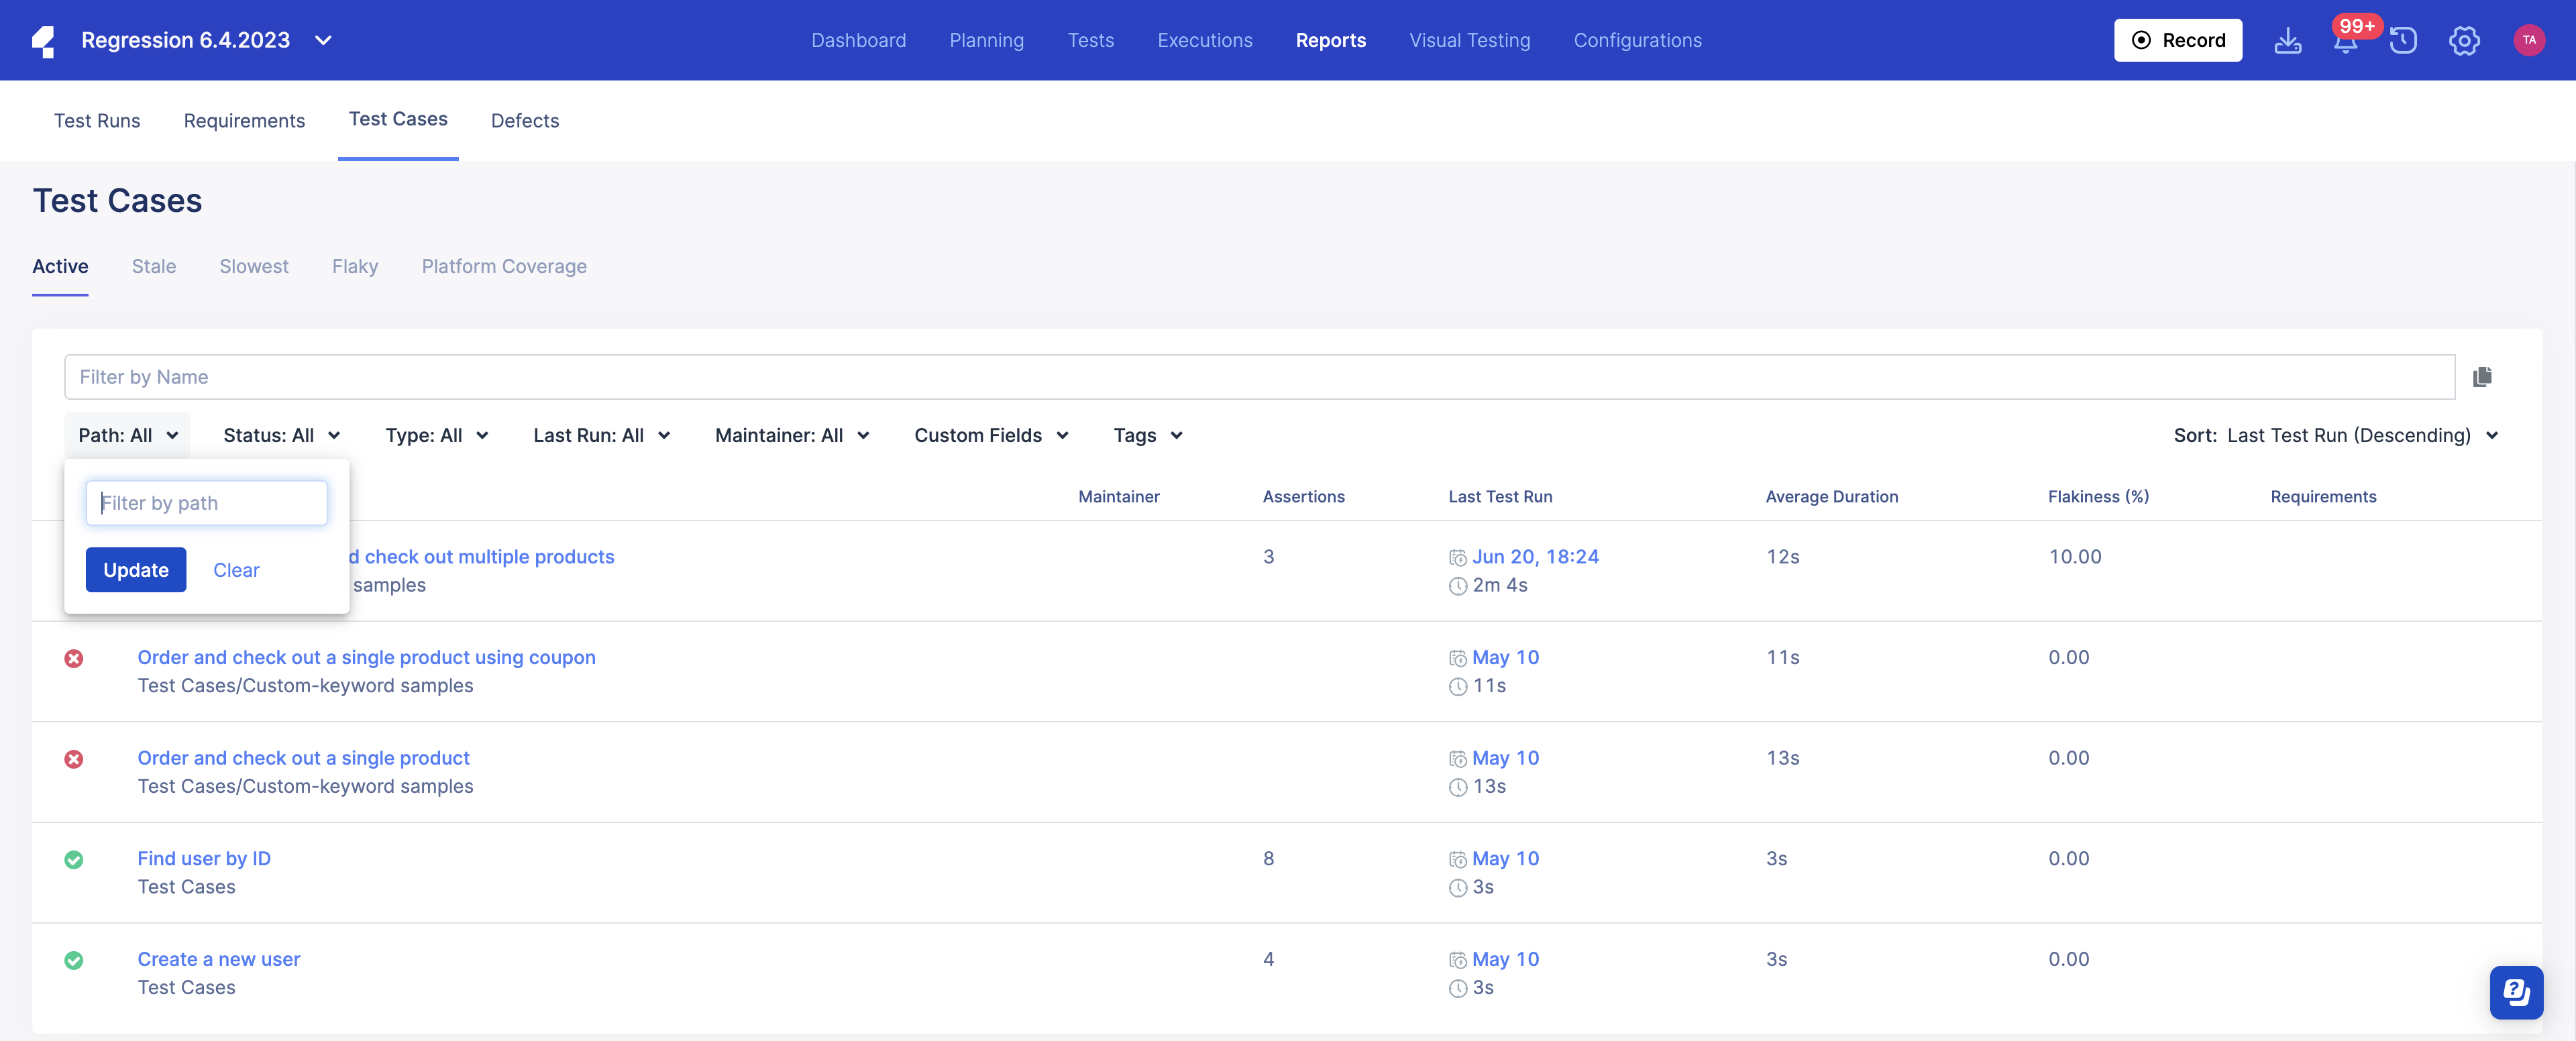 Regression 6.4.2023
Dashboard Planning Tests Executions Reports Visual Testing Configurations
Record
99+
TA
Test Runs Requirements Test Cases Defects
Test Cases
Active Stale Slowest Flaky Platform Coverage
Filter by Name
Path: All Status: All Type: All Last Run: All Maintainer: All Custom Fields Tags Sort: Last Test Run (Descending)
Filter by path
Update Clear
Maintainer Assertions Last Test Run Average Duration Flakiness (%) Requirements
d check out multiple products 3 Jun 20, 18:24 12s 10.00
samples 2m 4s
Order and check out a single product using coupon May 10 11s 0.00
Test Cases/Custom-keyword samples 11s
Order and check out a single product May 10 13s 0.00
Test Cases/Custom-keyword samples 13s
Find user by ID 8 May 10 3s 0.00
Test Cases 3s
Create a new user 4 May 10 3s 0.00
Test Cases 3s